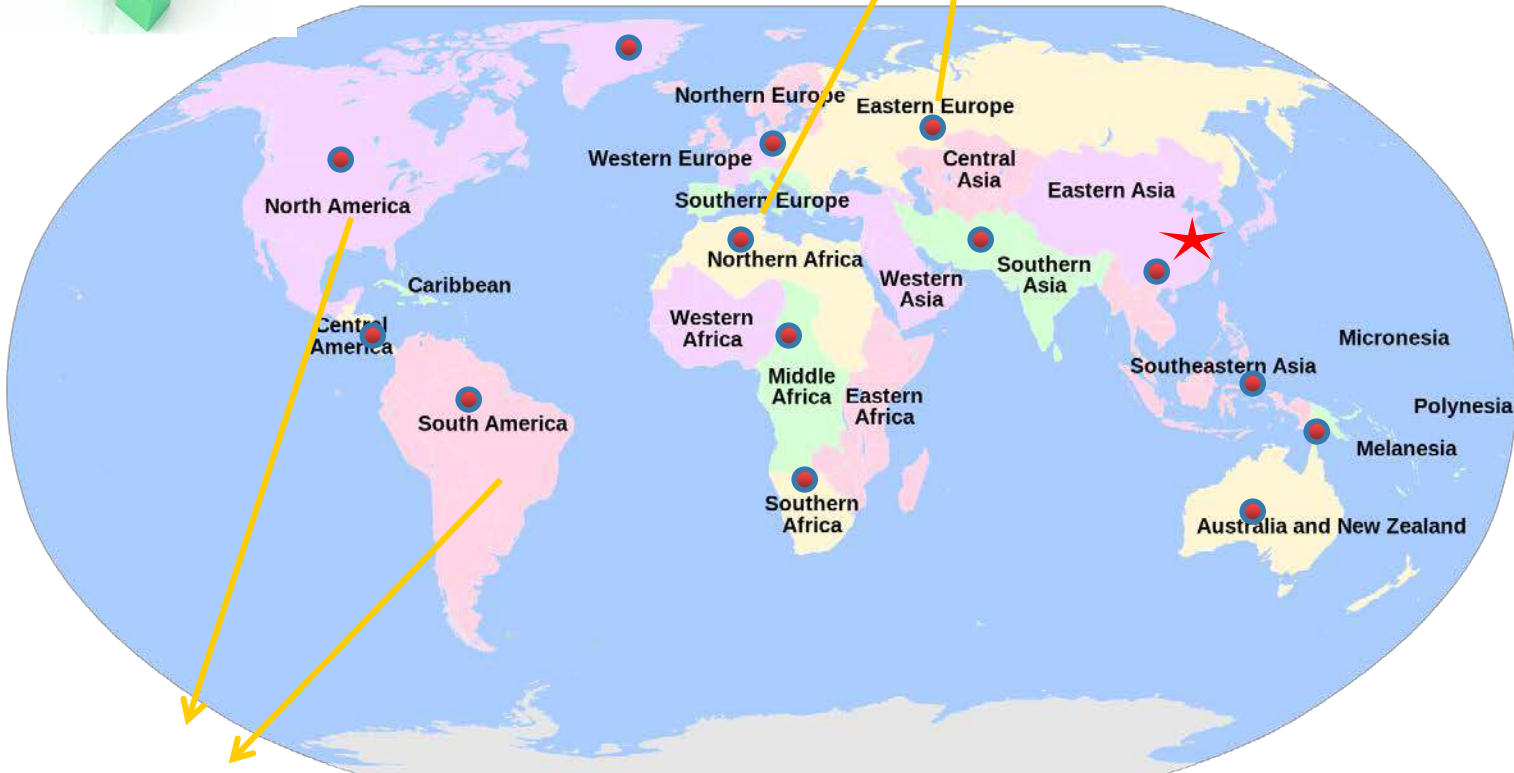 Northern Europe
Eastern Europe
Western Europe
Central
Asia
Eastern Asia
North America
Southern Europe
Northern Africa
Southern
Asia
Western
Asia
Caribbean
Western
Africa
Central
America
Micronesia
Southeastern Asia
Middle
Africa
Eastern
Africa
Polynesia
South America
Melanesia
Southern
Africa
Australia and New Zealand